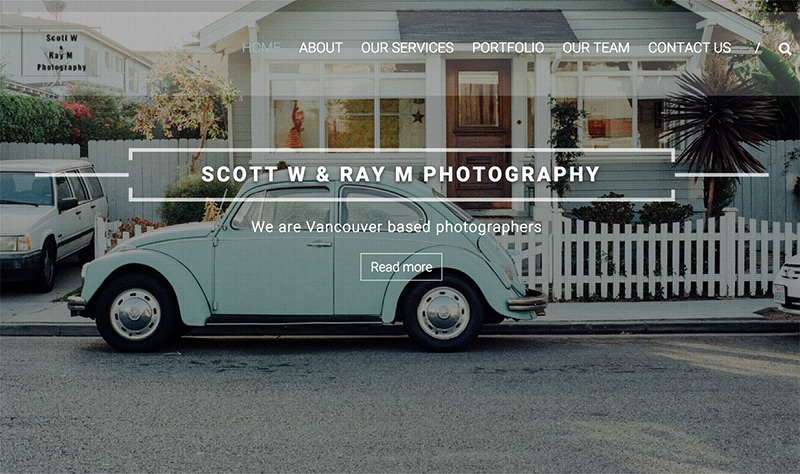 Scott W
&
Ray M
Photography
HOME ABOUT OUR SERVICES PORTFOLIO OUR TEAM CONTACT US /
SCOTT W & RAY M PHOTOGRAPHY
We are Vancouver based photographers
Read more